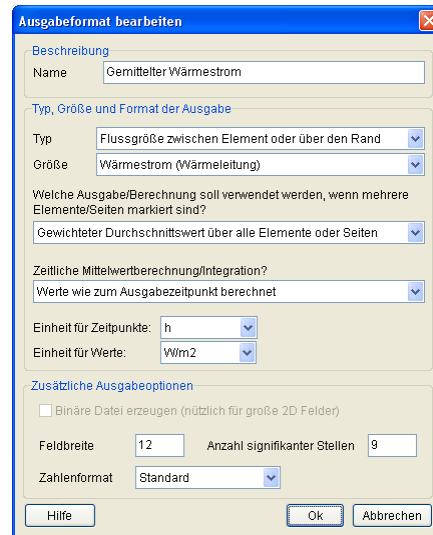 Ausgabeformat bearbeiten
Beschreibung
Name Gemittelter Wärmestrom
Typ, Größe und Format der Ausgabe
Typ Flussgröße zwischen Element oder über den Rand
Größe Wärmestrom (Wärmeleitung)
Welche Ausgabe/Berechnung soll verwendet werden, wenn mehrere
Elemente/Seiten markiert sind?
Gewichteter Durchschnittswert über alle Elemente oder Seiten
Zeitliche Mittelwertberechnung/Integration?
Werte wie zum Ausgabezeitpunkt berechnet
Einheit für Zeitpunkte: h
Einheit für Werte: W/m2
Zusätzliche Ausgabeoptionen
Binäre Datei erzeugen (nützlich für große 2D Felder)
Feldbreite 12 Anzahl signifikanter Stellen 9
Zahlenformat Standard
Hilfe Ok Abbrechen